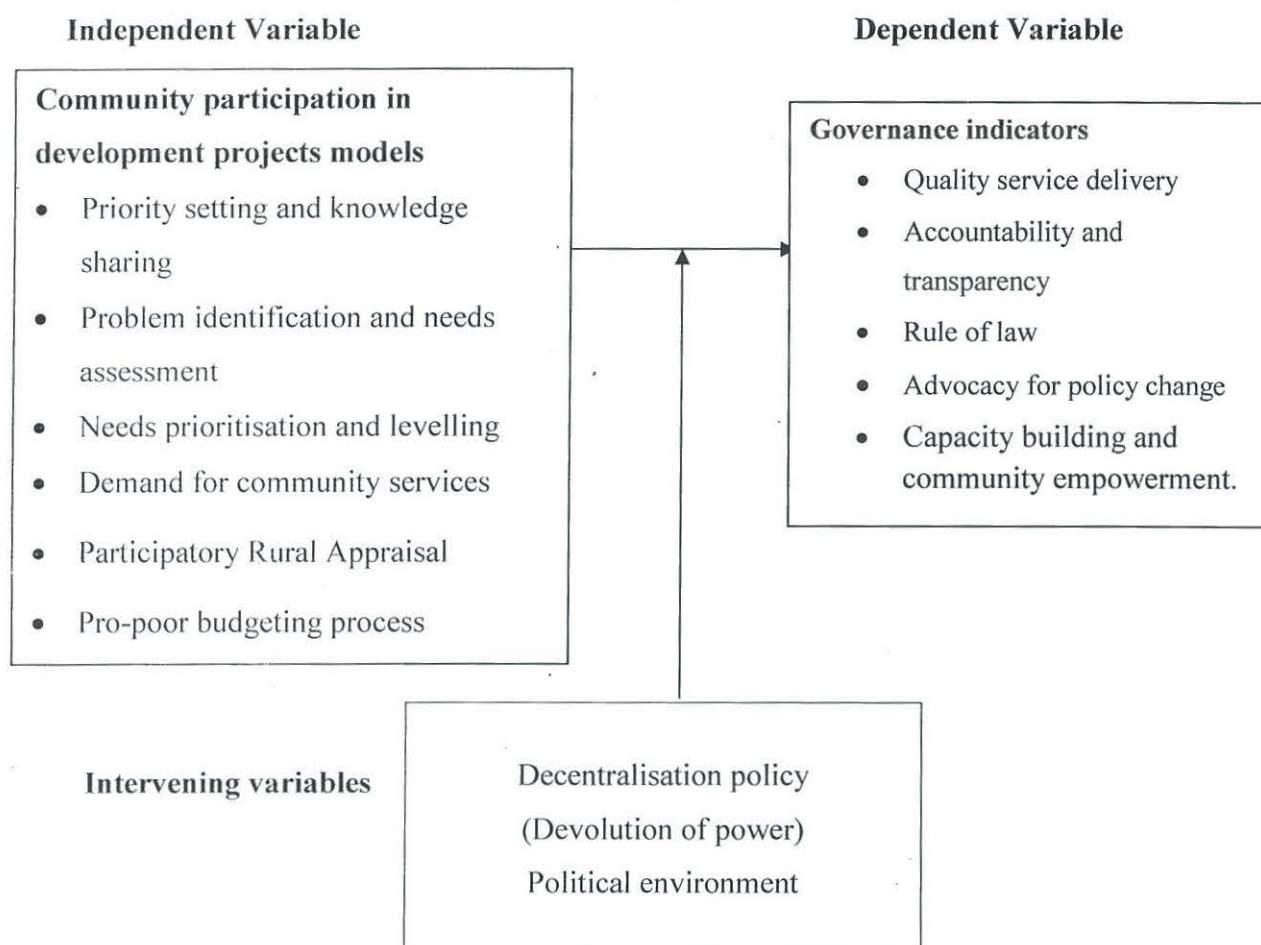 Independent Variable
Dependent Variable
Community participation in
development projects models
• Priority setting and knowledge
sharing
• Problem identification and needs
assessment
• Needs prioritisation and levelling
• Demand for community services
• Participatory Rural Appraisal
• Pro-poor budgeting process
Governance indicators
• Quality service delivery
• Accountability and
transparency
• Rule of law
• Advocacy for policy change
• Capacity building and
community empowerment.
Intervening variables
Decentralisation policy
(Devolution of power)
Political environment